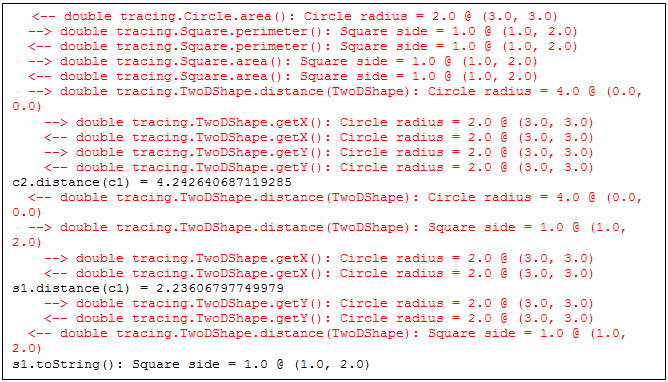 <-- double tracing.Circle.area(): Circle radius = 2.0 @ (3.0, 3.0)
--> double tracing.Square.perimeter(): Square side = 1.0 @ (1.0, 2.0)
<-- double tracing.Square.perimeter(): Square side = 1.0 @ (1.0, 2.0)
--> double tracing.Square.area(): Square side = 1.0 @ (1.0, 2.0)
<-- double tracing.Square.area(): Square side = 1.0 @ (1.0, 2.0)
--> double tracing.TwoDShape.distance(TwoDShape): Circle radius = 4.0 @ (0.0,
0.0)
--> double tracing.TwoDShape.getX(): Circle radius = 2.0 @ (3.0, 3.0)
<-- double tracing.TwoDShape.getX(): Circle radius = 2.0 @ (3.0, 3.0)
--> double tracing.TwoDShape.getY(): Circle radius = 2.0 @ (3.0, 3.0)
<-- double tracing.TwoDShape.getY(): Circle radius = 2.0 @ (3.0, 3.0)
c2.distance(c1) = 4.242640687119285
<-- double tracing.TwoDShape.distance(TwoDShape): Circle radius = 4.0 @ (0.0,
0.0)
--> double tracing.TwoDShape.distance(TwoDShape): Square side = 1.0 @ (1.0,
2.0)
--> double tracing.TwoDShape.getX(): Circle radius = 2.0 @ (3.0, 3.0)
<-- double tracing.TwoDShape.getX(): Circle radius = 2.0 @ (3.0, 3.0)
s1.distance(c1) = 2.23606797749979
--> double tracing.TwoDShape.getY(): Circle radius = 2.0 @ (3.0, 3.0)
<-- double tracing.TwoDShape.getY(): Circle radius = 2.0 @ (3.0, 3.0)
<-- double tracing.TwoDShape.distance(TwoDShape): Square side = 1.0 @ (1.0,
2.0)
s1.toString(): Square side = 1.0 @ (1.0, 2.0)